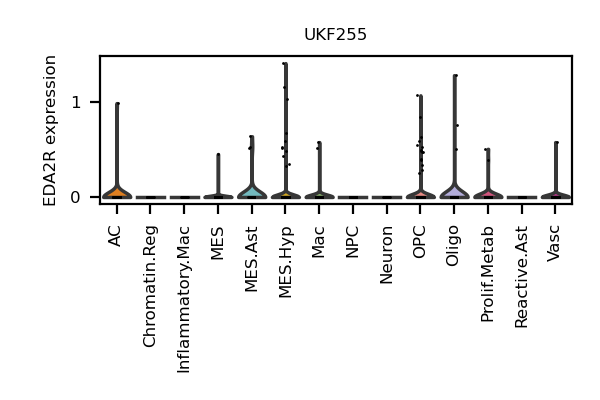 UKF255
EDA2R expression
1
0
AC
Chromatin.Reg
Inflammatory.Mac
MES
MES.Ast
MES.Hyp
Mac
NPC
Neuron
OPC
Oligo
Prolif.Metab
Reactive.Ast
Vasc